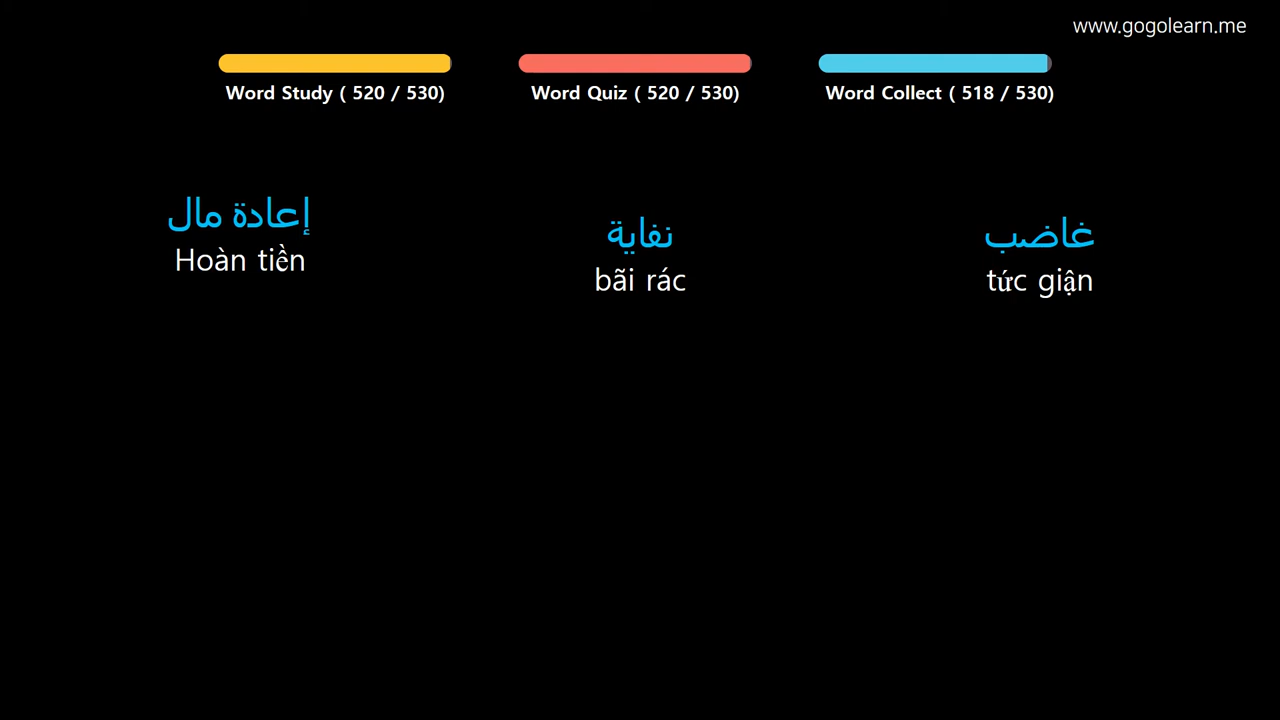 www.gogolearn.me
Word Study ( 520 / 530)
Word Quiz ( 520 / 530)
Word Collect ( 518 / 530)
إعادة مال
Hoàn tiền
نفاية
bãi rác
غاضب
tức giận